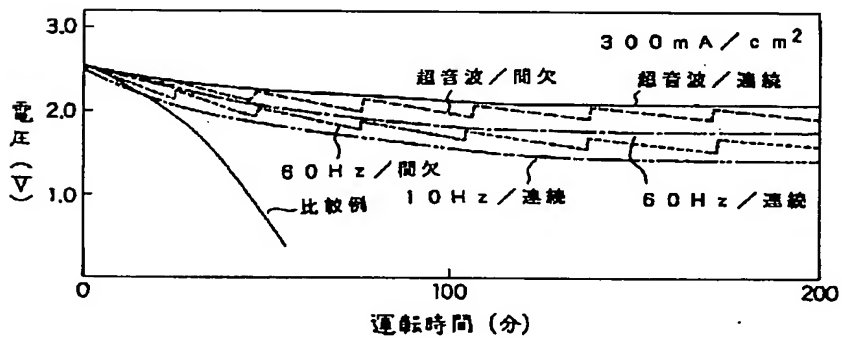 3.0
300mA/cm²
超音波/間欠
超音波/連続
2.0
電圧(V)
60Hz/間欠
10Hz/連続
60Hz/連続
1.0
比較例
0
100
200
運転時間(分)